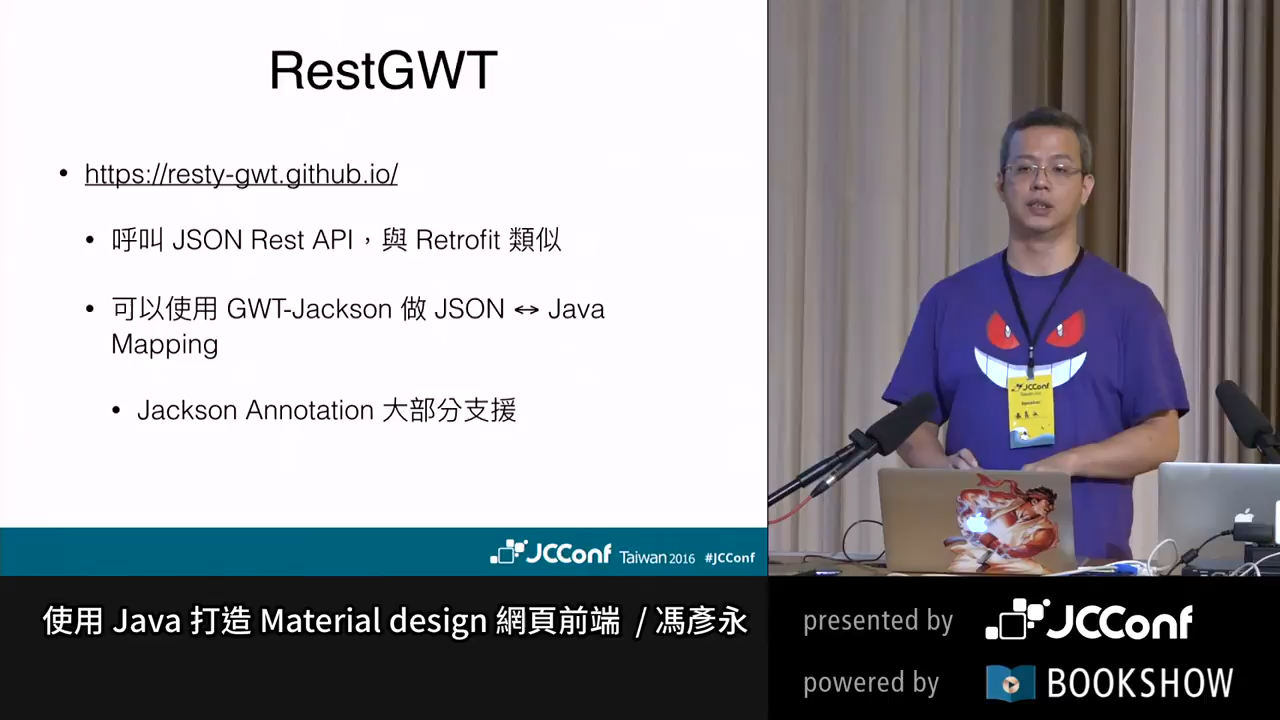 RestGWT
• https://resty-gwt.github.io/
• 呼叫 JSON Rest API，與 Retrofit 類似
• 可以使用 GWT-Jackson 做 JSON ↔ Java
Mapping
• Jackson Annotation 大部分支援
JCConf Taiwan 2016 #JCConf
使用 Java 打造 Material design 網頁前端 / 馮彥永
JCConf
Speaker
presented by JCConf
powered by BOOKSHOW